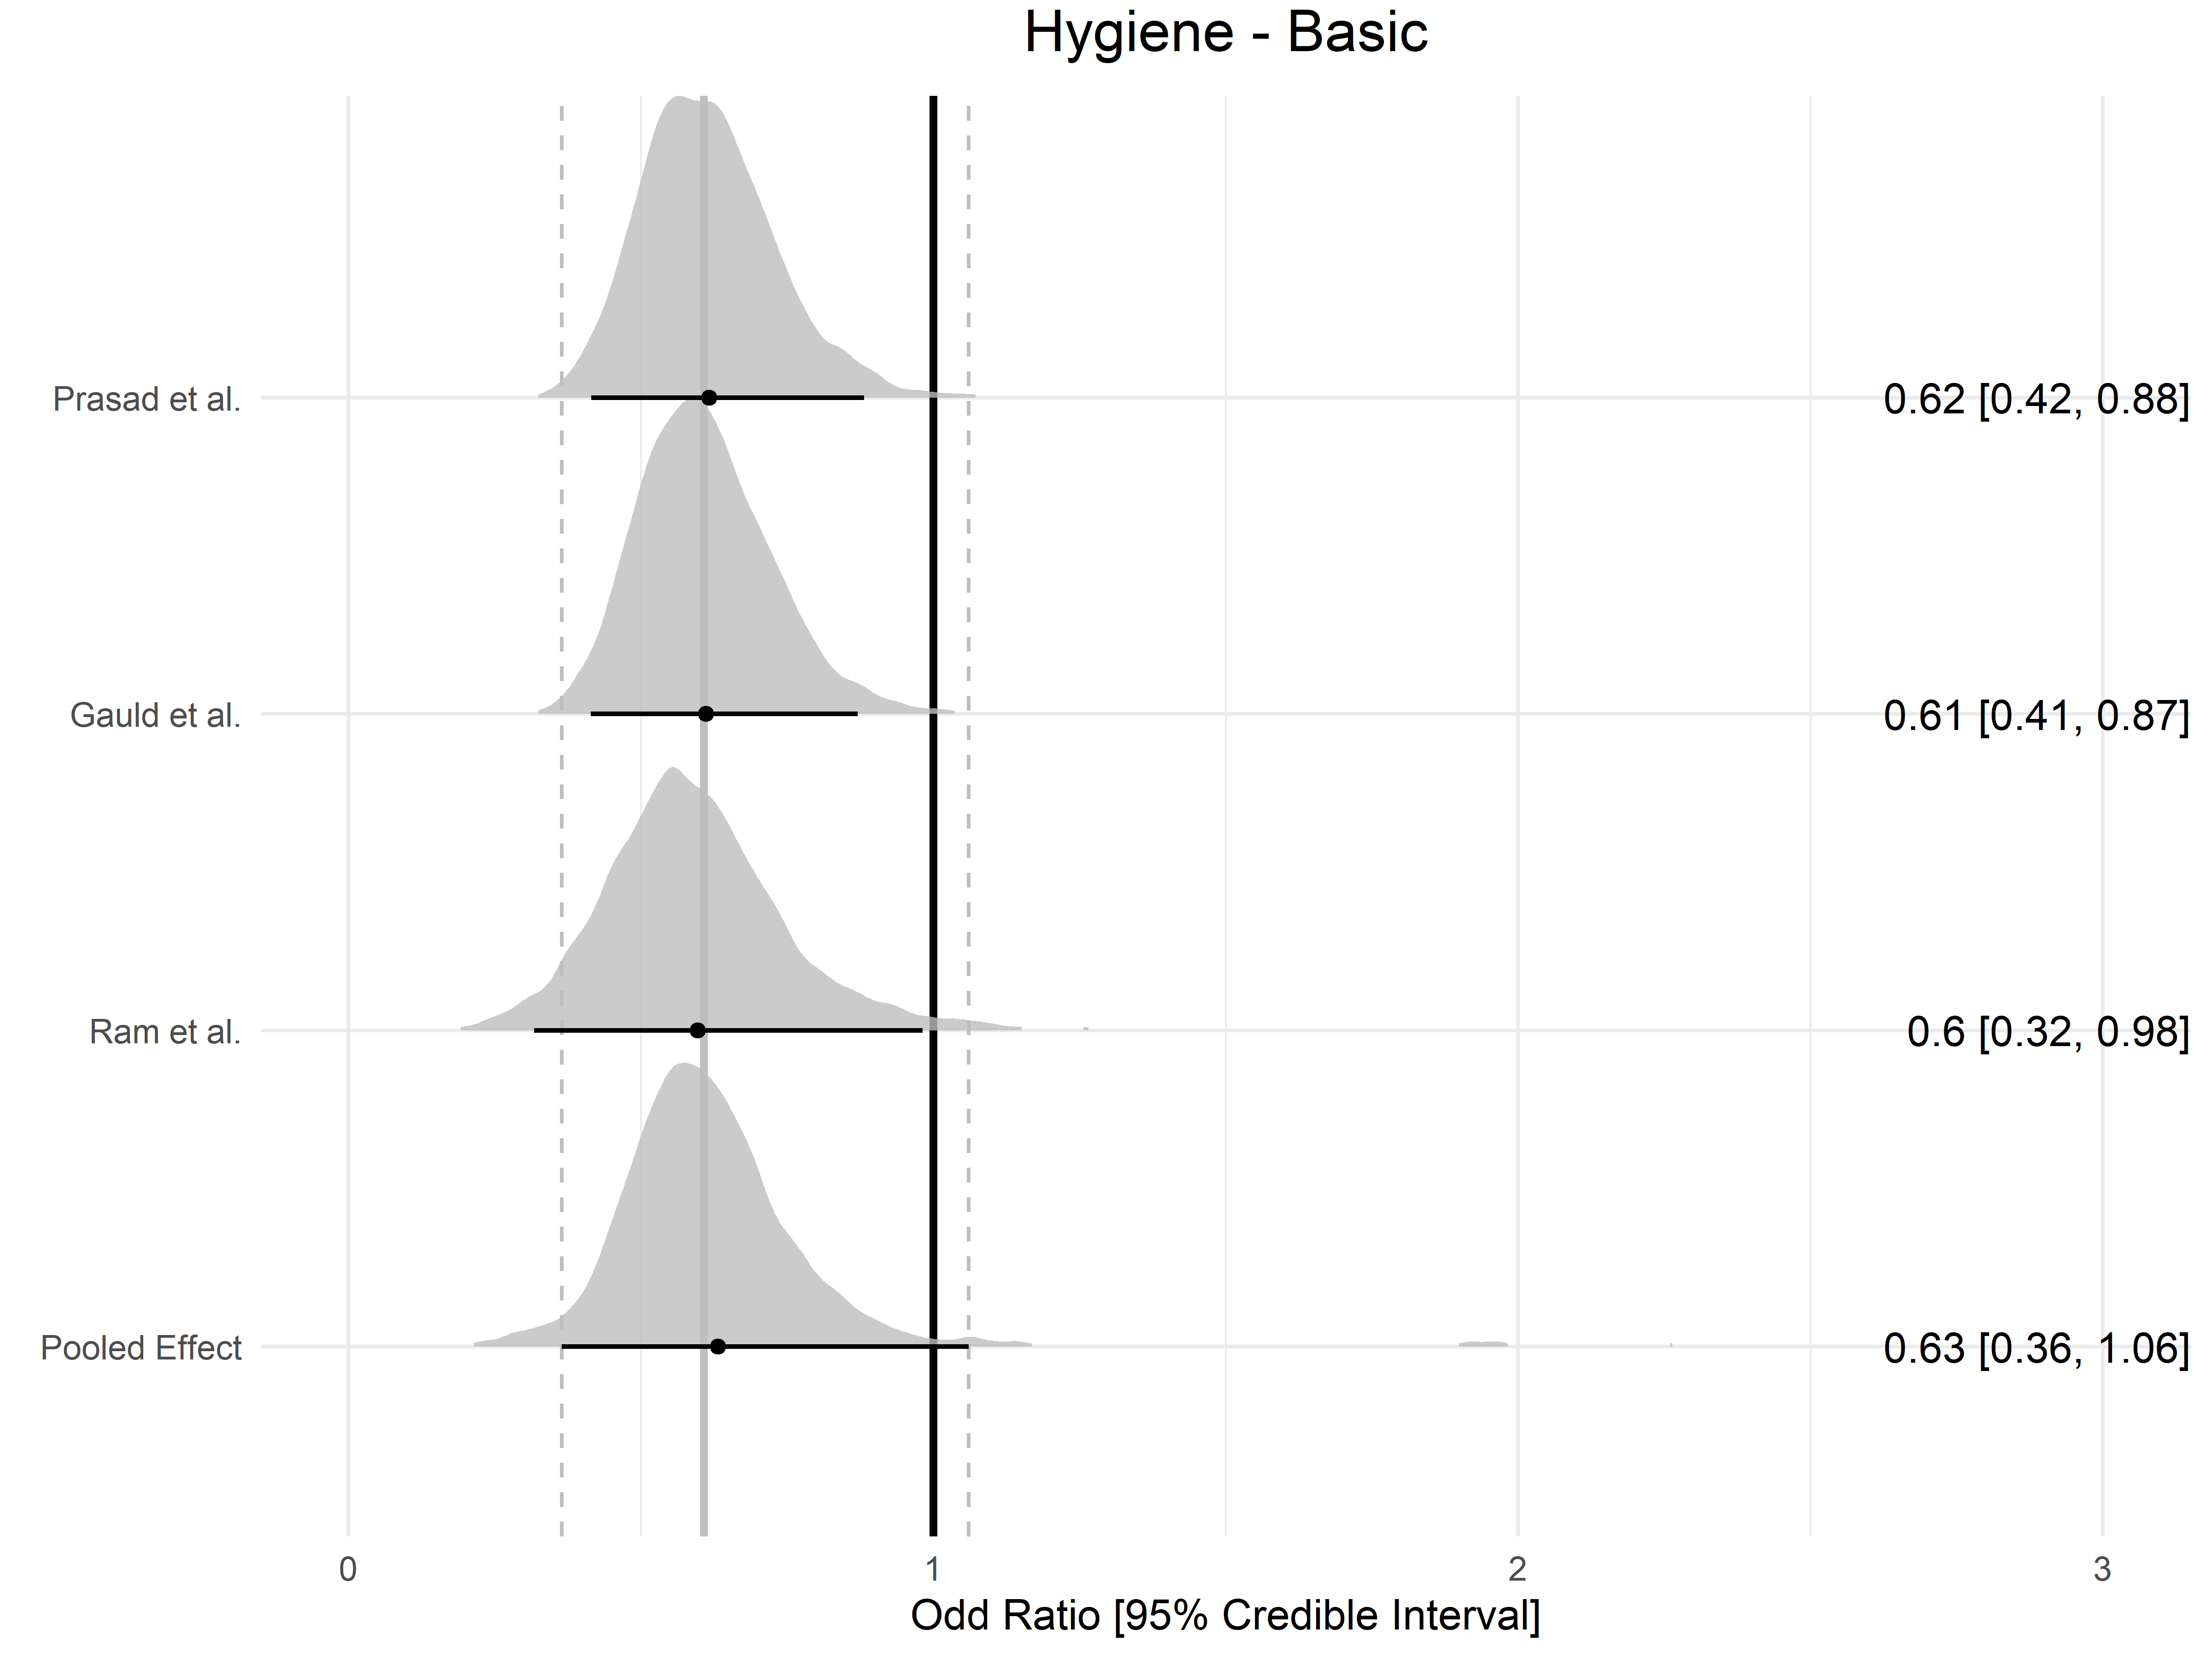 Hygiene - Basic
Prasad et al.
0.62 [0.42, 0.88]
Gauld et al.
0.61 [0.41, 0.87]
Ram et al.
0.6 [0.32, 0.98]
Pooled Effect
0.63 [0.36, 1.06]
0 1 2 3
Odd Ratio [95% Credible Interval]